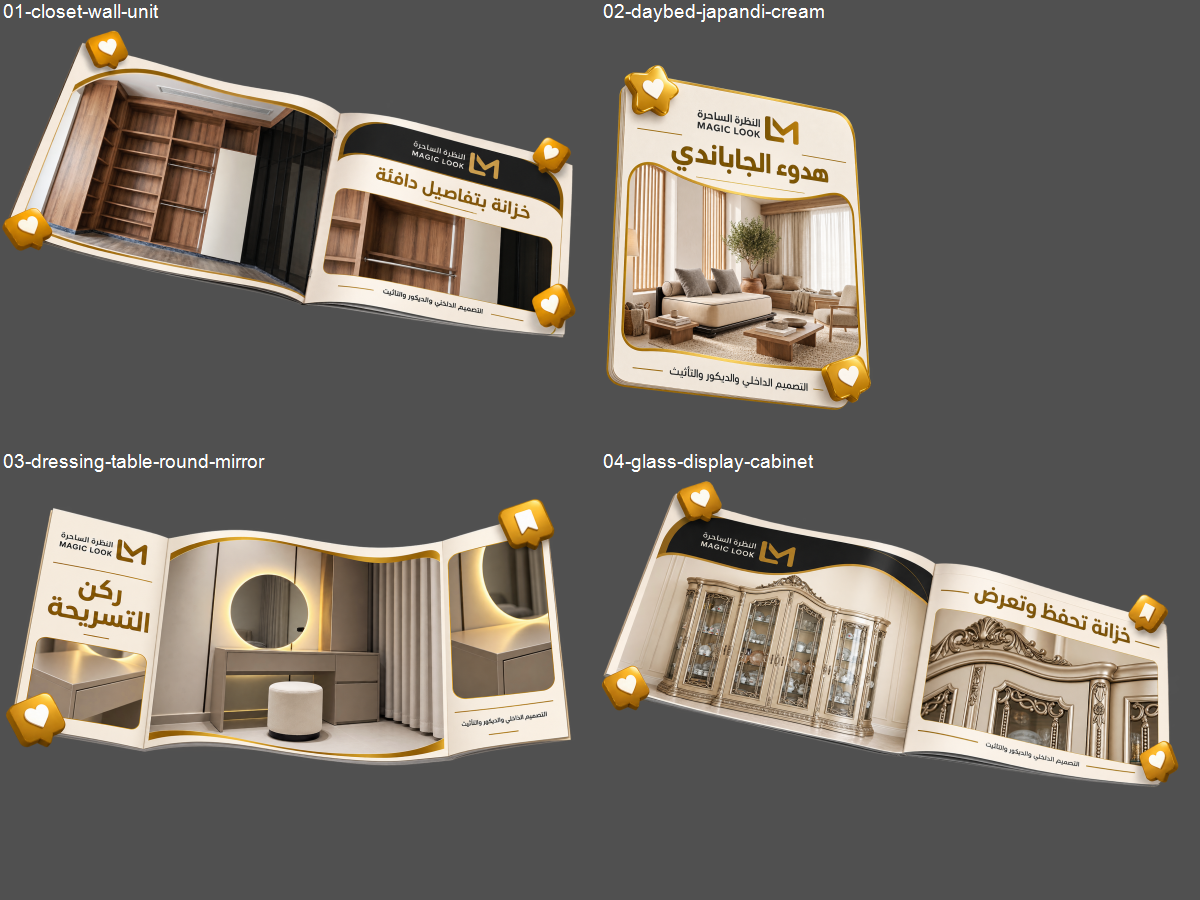 01-closet-wall-unit
النظرة الساحرة
MAGIC LOOK
خزانة بتفاصيل دافئة
التصميم الداخلي والديكور والتأثيث
02-daybed-japandi-cream
النظرة الساحرة
MAGIC LOOK
هدوء الجاباندي
التصميم الداخلي والديكور والتأثيث
03-dressing-table-round-mirror
النظرة الساحرة
MAGIC LOOK
ركن
التسريحة
التصميم الداخلي والديكور والتأثيث
04-glass-display-cabinet
النظرة الساحرة
MAGIC LOOK
خزانة تحفظ وتعرض
التصميم الداخلي والديكور والتأثيث